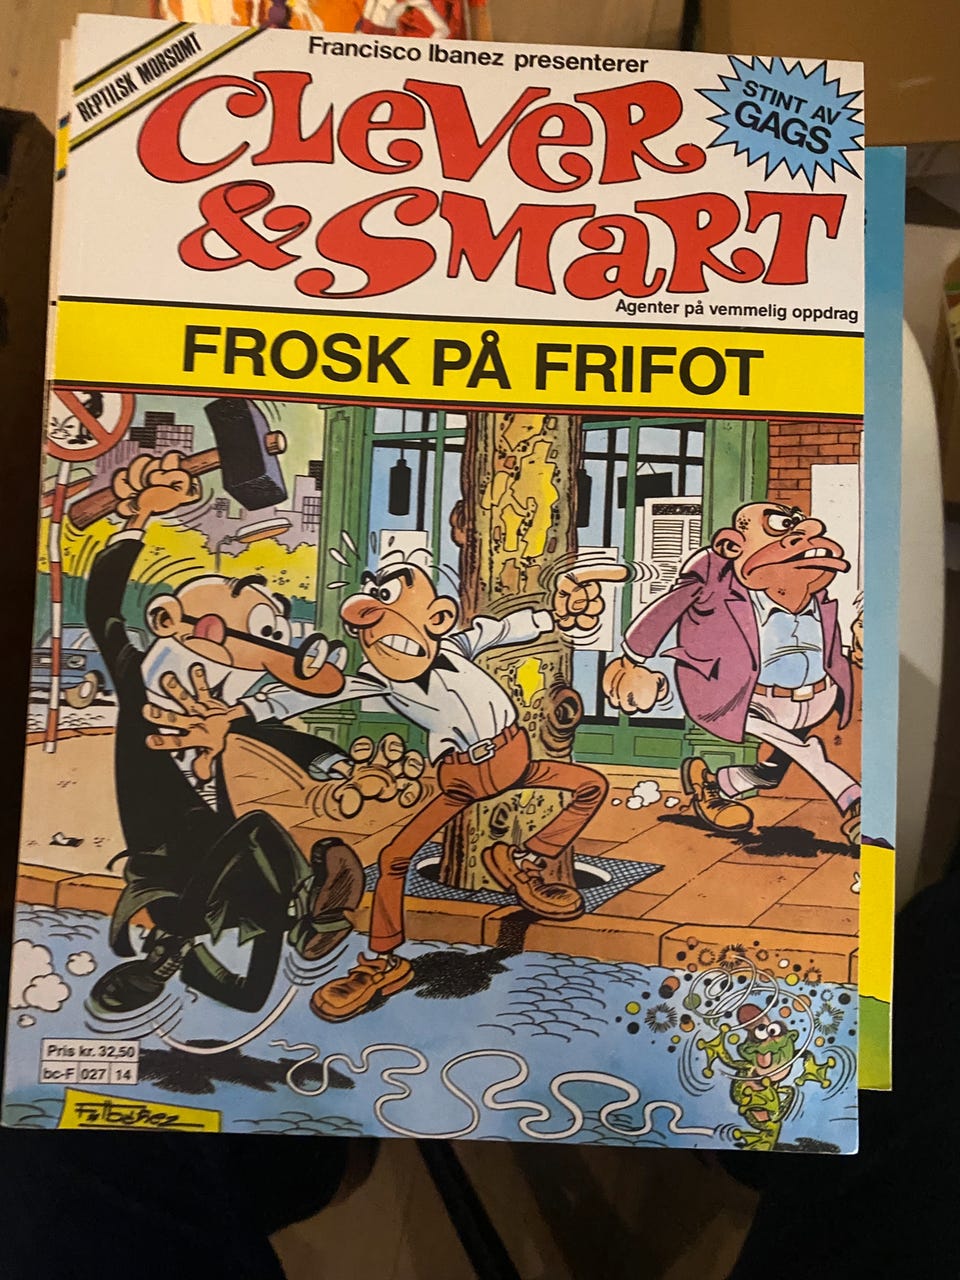 REPTILSK MORSOMT
Francisco Ibanez presenterer
CLEVER
& SMART
STINT AV
GAGS
Agenter på vemmelig oppdrag
FROSK PÅ FRIFOT
Pris kr. 32,50
bc-F 027 14
F. Ibañez